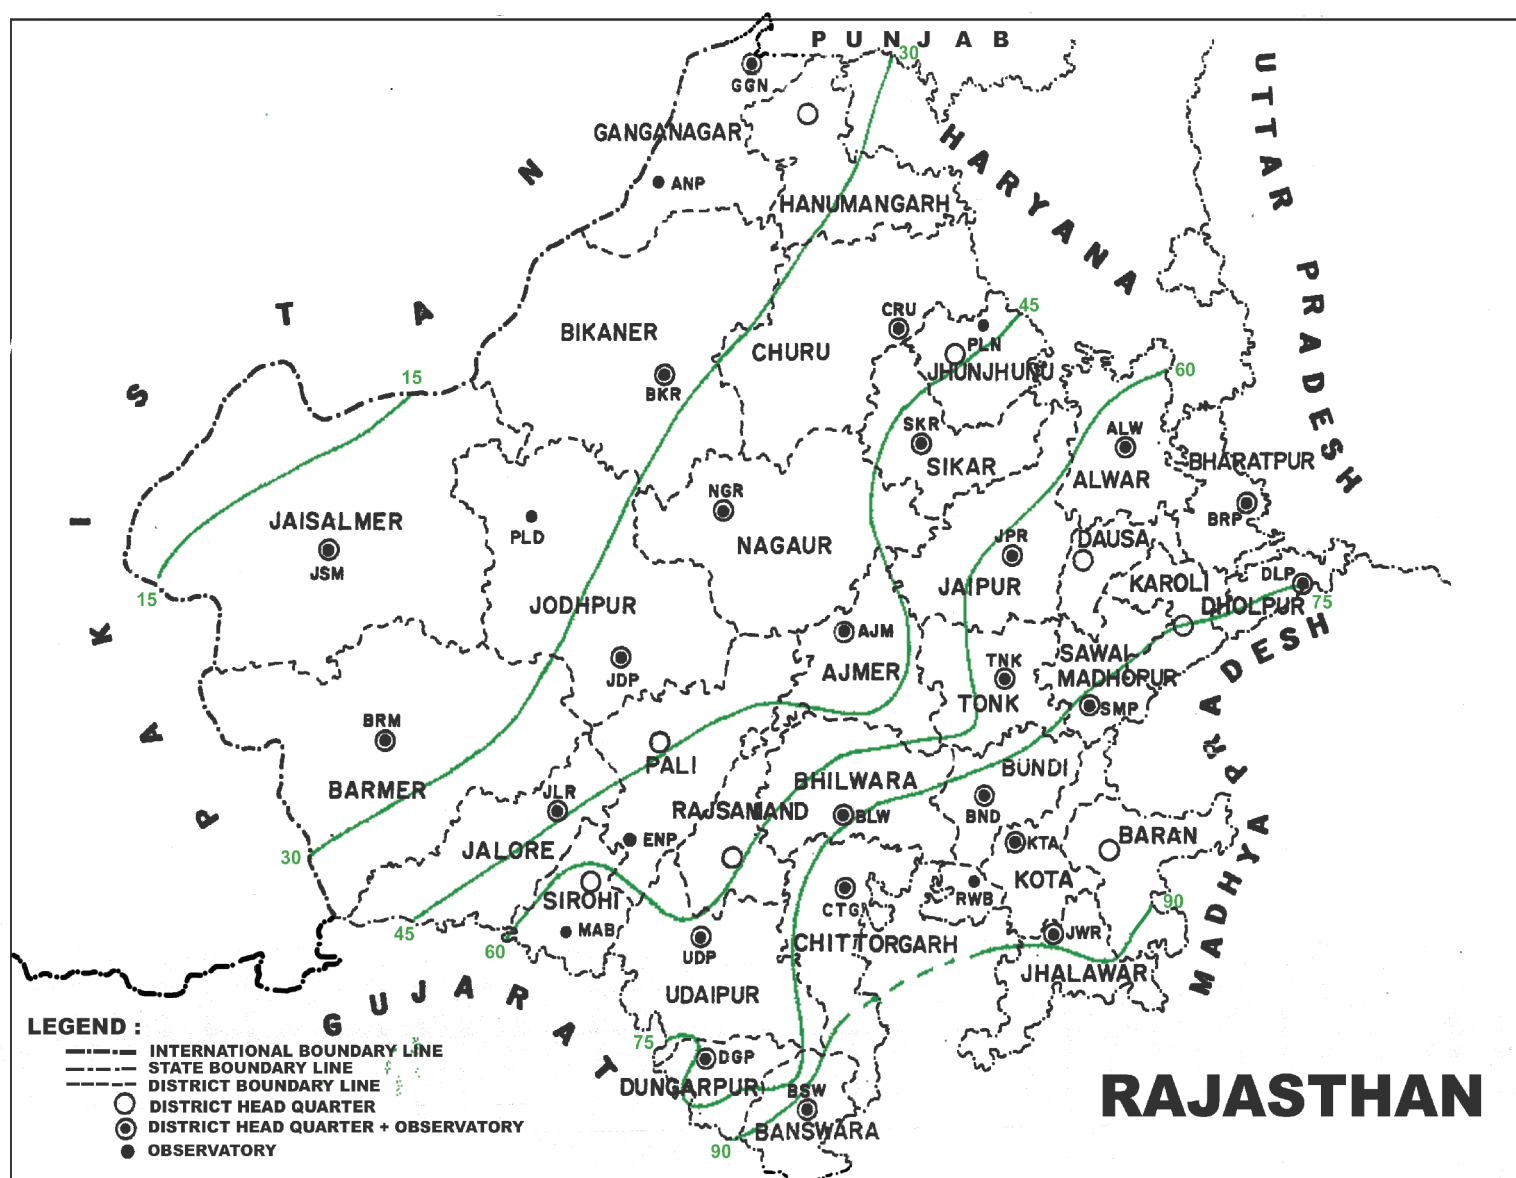 PUNJAB
30
GGN
GANGANAGAR
HARYANA
UTTAR PRADESH
ANP
HANUMANGARH
PAKISTAN
CRU
45
BIKANER
CHURU
PLN
JHUNJHUNU
15
BKR
60
SKR
ALW
SIKAR
BHARATPUR
ALWAR
NGR
BRP
JAISALMER
PLD
NAGAUR
JPR
DAUSA
JSM
JAIPUR
KAROLI
DLP
15
JODHPUR
DHOLPUR
75
AJM
AJMER
SAWAI
MADHOPUR
TNK
JDP
TONK
SMP
MADHYA PRADESH
BRM
PALI
BUNDI
BARMER
BHILWARA
JLR
RAJSAMAND
BLW
BND
ENP
KTA
BARAN
JALORE
30
KOTA
SIROHI
CTG
RWB
90
MAB
45
60
UDP
CHITTORGARH
JWR
JHALAWAR
UDAIPUR
GUJARAT
75
DGP
DUNGARPUR
BSW
BANSWARA
90
LEGEND :
INTERNATIONAL BOUNDARY LINE
STATE BOUNDARY LINE
DISTRICT BOUNDARY LINE
DISTRICT HEAD QUARTER
DISTRICT HEAD QUARTER + OBSERVATORY
OBSERVATORY
RAJASTHAN